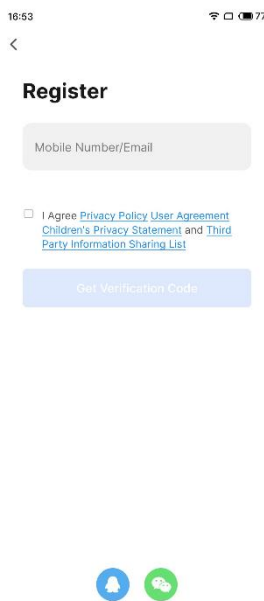 16:53
77
Register
Mobile Number/Email
I Agree Privacy Policy User Agreement
Children's Privacy Statement and Third
Party Information Sharing List
Get Verification Code